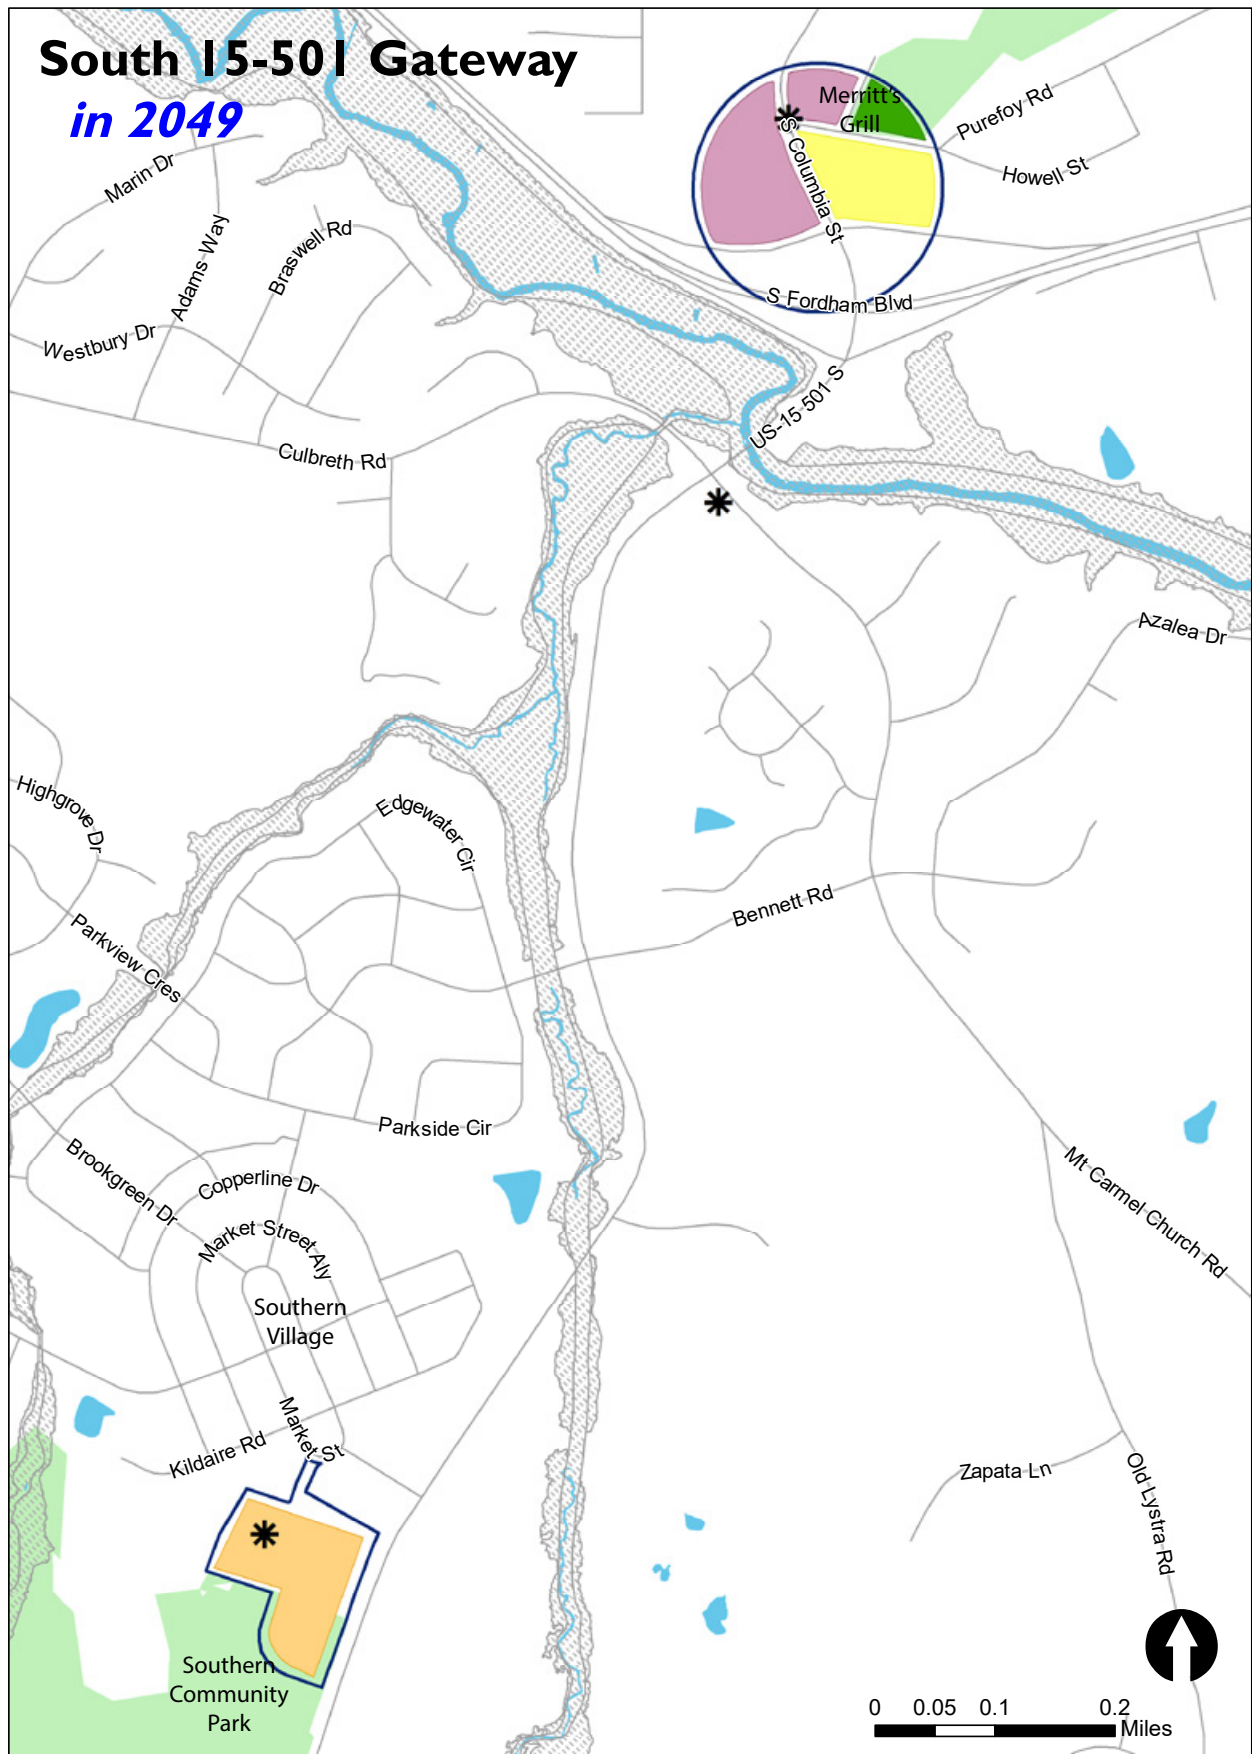 South 15-501 Gateway
in 2049
Merritt's
Grill
Purefoy Rd
Howell St
S Columbia St
Marin Dr
Adams Way
Braswell Rd
Westbury Dr
S Fordham Blvd
US-15-501 S
Culbreth Rd
Azalea Dr
Highgrove Dr
Edgewater Cir
Bennett Rd
Parkview Cres
Parkside Cir
Brookgreen Dr
Copperline Dr
Market Street Aly
Mt Carmel Church Rd
Southern
Village
Market St
Kildaire Rd
Zapata Ln
Old Lystra Rd
Southern
Community
Park
0 0.05 0.1 0.2
Miles